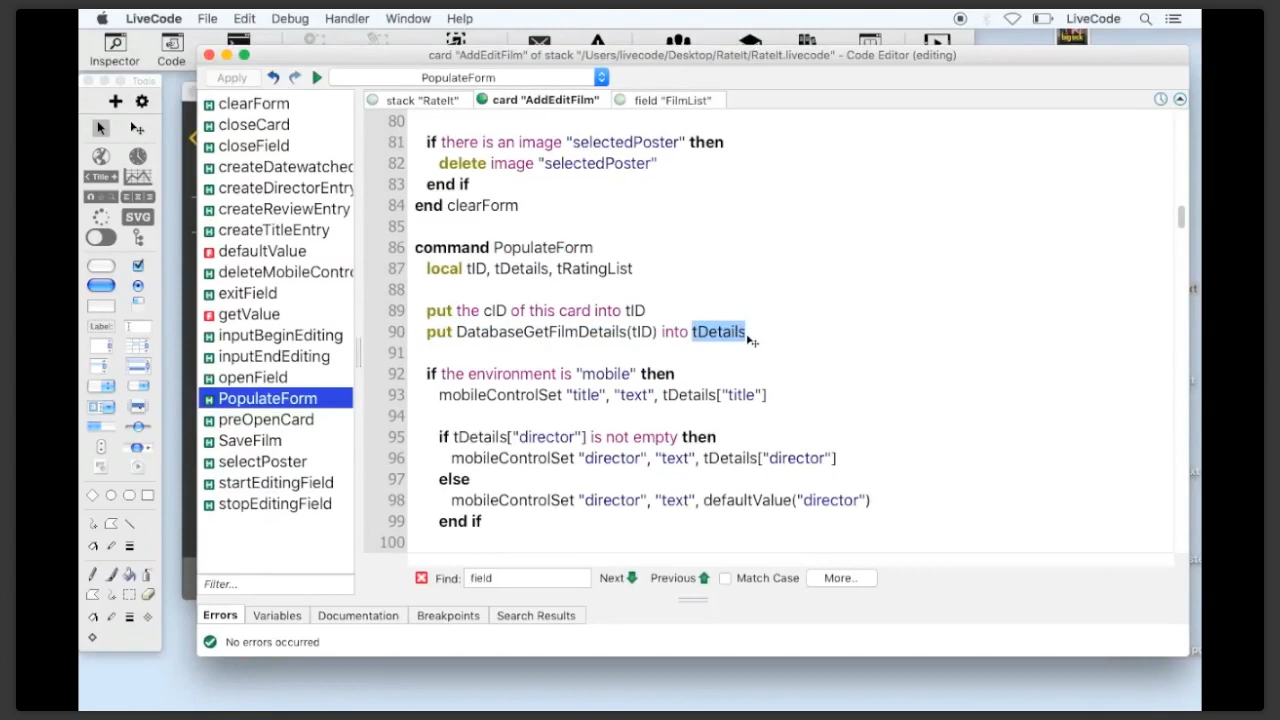 LiveCode File Edit Debug Handler Window Help LiveCode
Inspector Code
Tools
card "AddEditFilm" of stack "/Users/livecode/Desktop/RateIt/RateIt.livecode" - Code Editor (editing)
Apply PopulateForm
stack "RateIt" card "AddEditFilm" field "FilmList"
clearForm
closeCard
closeField
createDatewatched
createDirectorEntry
createReviewEntry
createTitleEntry
defaultValue
deleteMobileContro
exitField
getValue
inputBeginEditing
inputEndEditing
openField
PopulateForm
preOpenCard
SaveFilm
selectPoster
startEditingField
stopEditingField
Filter...
Title
SVG
Label:
80
81 if there is an image "selectedPoster" then
82 delete image "selectedPoster"
83 end if
84 end clearForm
85
86 command PopulateForm
87 local tID, tDetails, tRatingList
88
89 put the cID of this card into tID
90 put DatabaseGetFilmDetails(tID) into tDetails
91
92 if the environment is "mobile" then
93 mobileControlSet "title", "text", tDetails["title"]
94
95 if tDetails["director"] is not empty then
96 mobileControlSet "director", "text", tDetails["director"]
97 else
98 mobileControlSet "director", "text", defaultValue("director")
99 end if
100
Find: field Next Previous Match Case More..
Errors Variables Documentation Breakpoints Search Results
No errors occurred